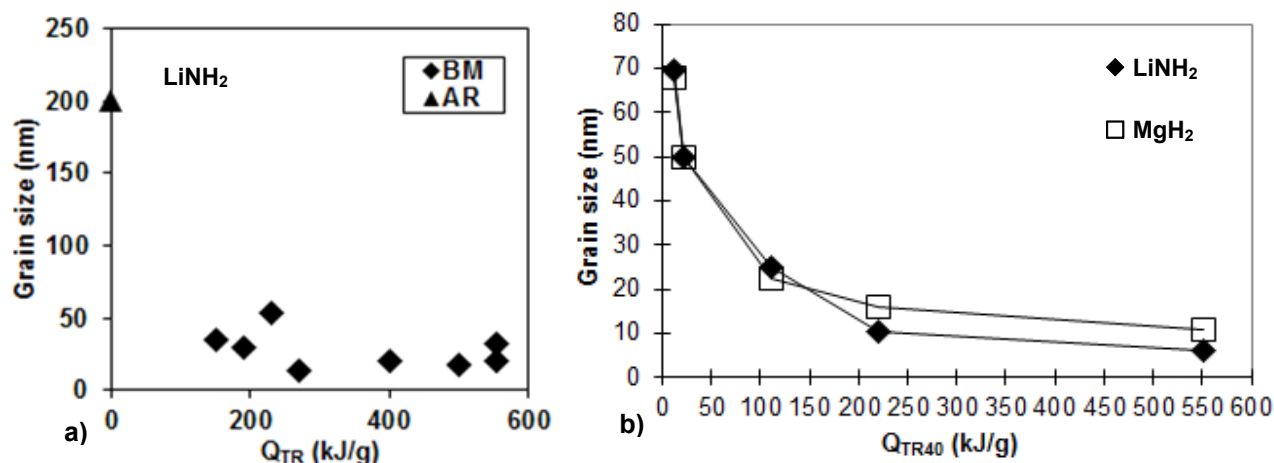 250
200
150
100
50
0
Grain size (nm)
LiNH₂
BM
AR
0 200 400 600
Q_TR (kJ/g)
a)
80
70
60
50
40
30
20
10
0
Grain size (nm)
LiNH₂
MgH₂
0 50 100 150 200 250 300 350 400 450 500 550 600
Q_TR40 (kJ/g)
b)